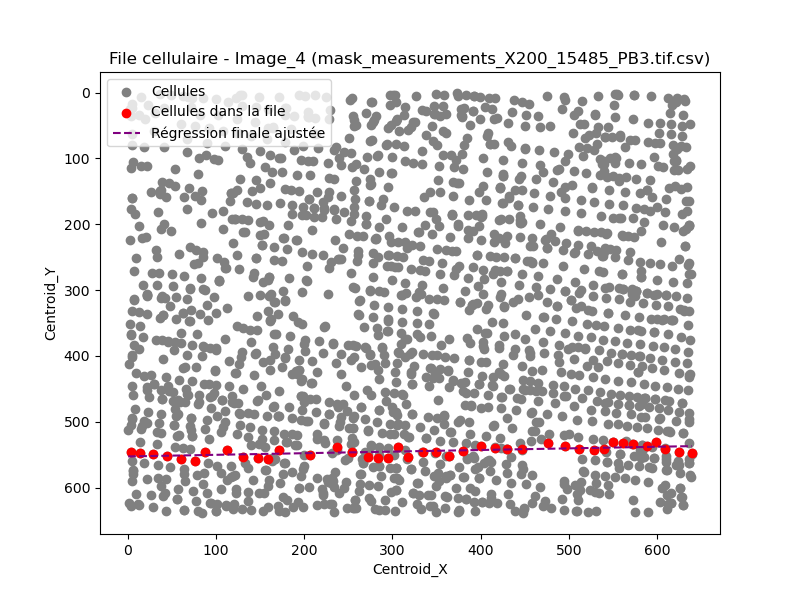 File cellulaire - Image_4 (mask_measurements_X200_15485_PB3.tif.csv)
Cellules
Cellules dans la file
Régression finale ajustée
0
100
200
300
400
500
600
Centroid_Y
0 100 200 300 400 500 600
Centroid_X